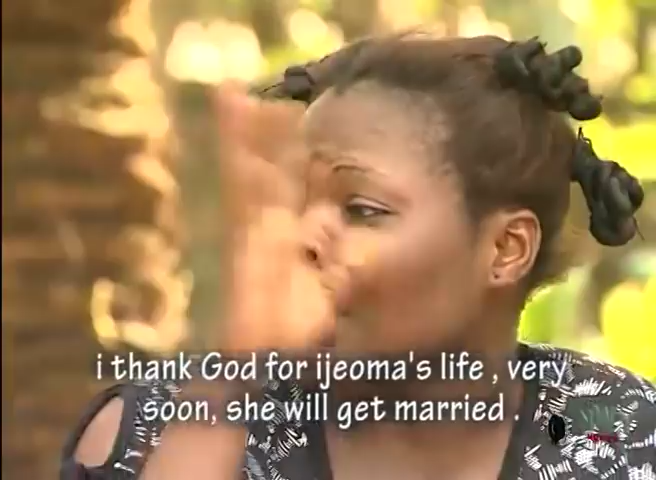 i thank God for ijeoma's life , very
soon, she will get married .